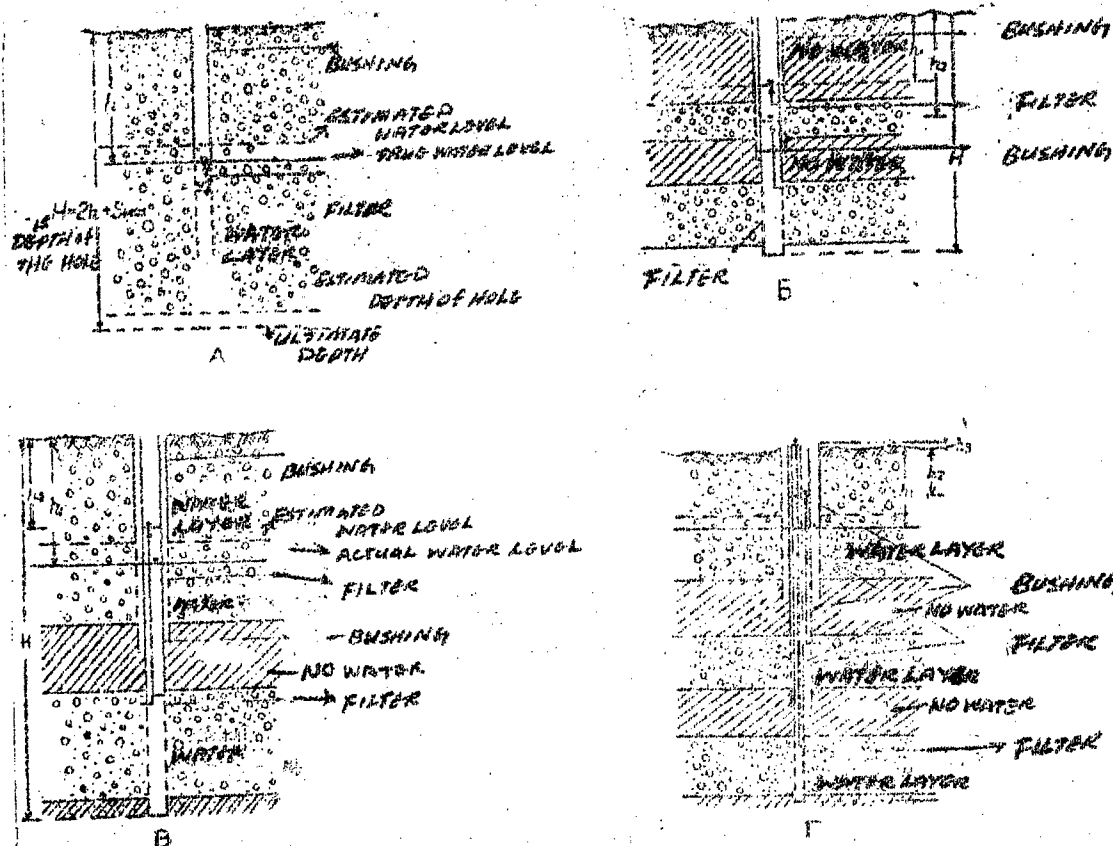 BUSHING
ESTIMATED
WATER LEVEL
TRUE WATER LEVEL
FILTER
WATER
LAYER
IS
DEPTH OF
THE HOLE
ESTIMATED
DEPTH OF HOLE
ULTIMATE
DEPTH
А
BUSHING
NO WATER
h₂
FILTER
NO WATER
H
BUSHING
FILTER
Б
BUSHING
WATER
LAYER
ESTIMATED
WATER LEVEL
ACTUAL WATER LEVEL
FILTER
WATER
H
BUSHING
NO WATER
FILTER
WATER
В
h₂
WATER LAYER
BUSHING
NO WATER
FILTER
WATER LAYER
NO WATER
FILTER
WATER LAYER
Г